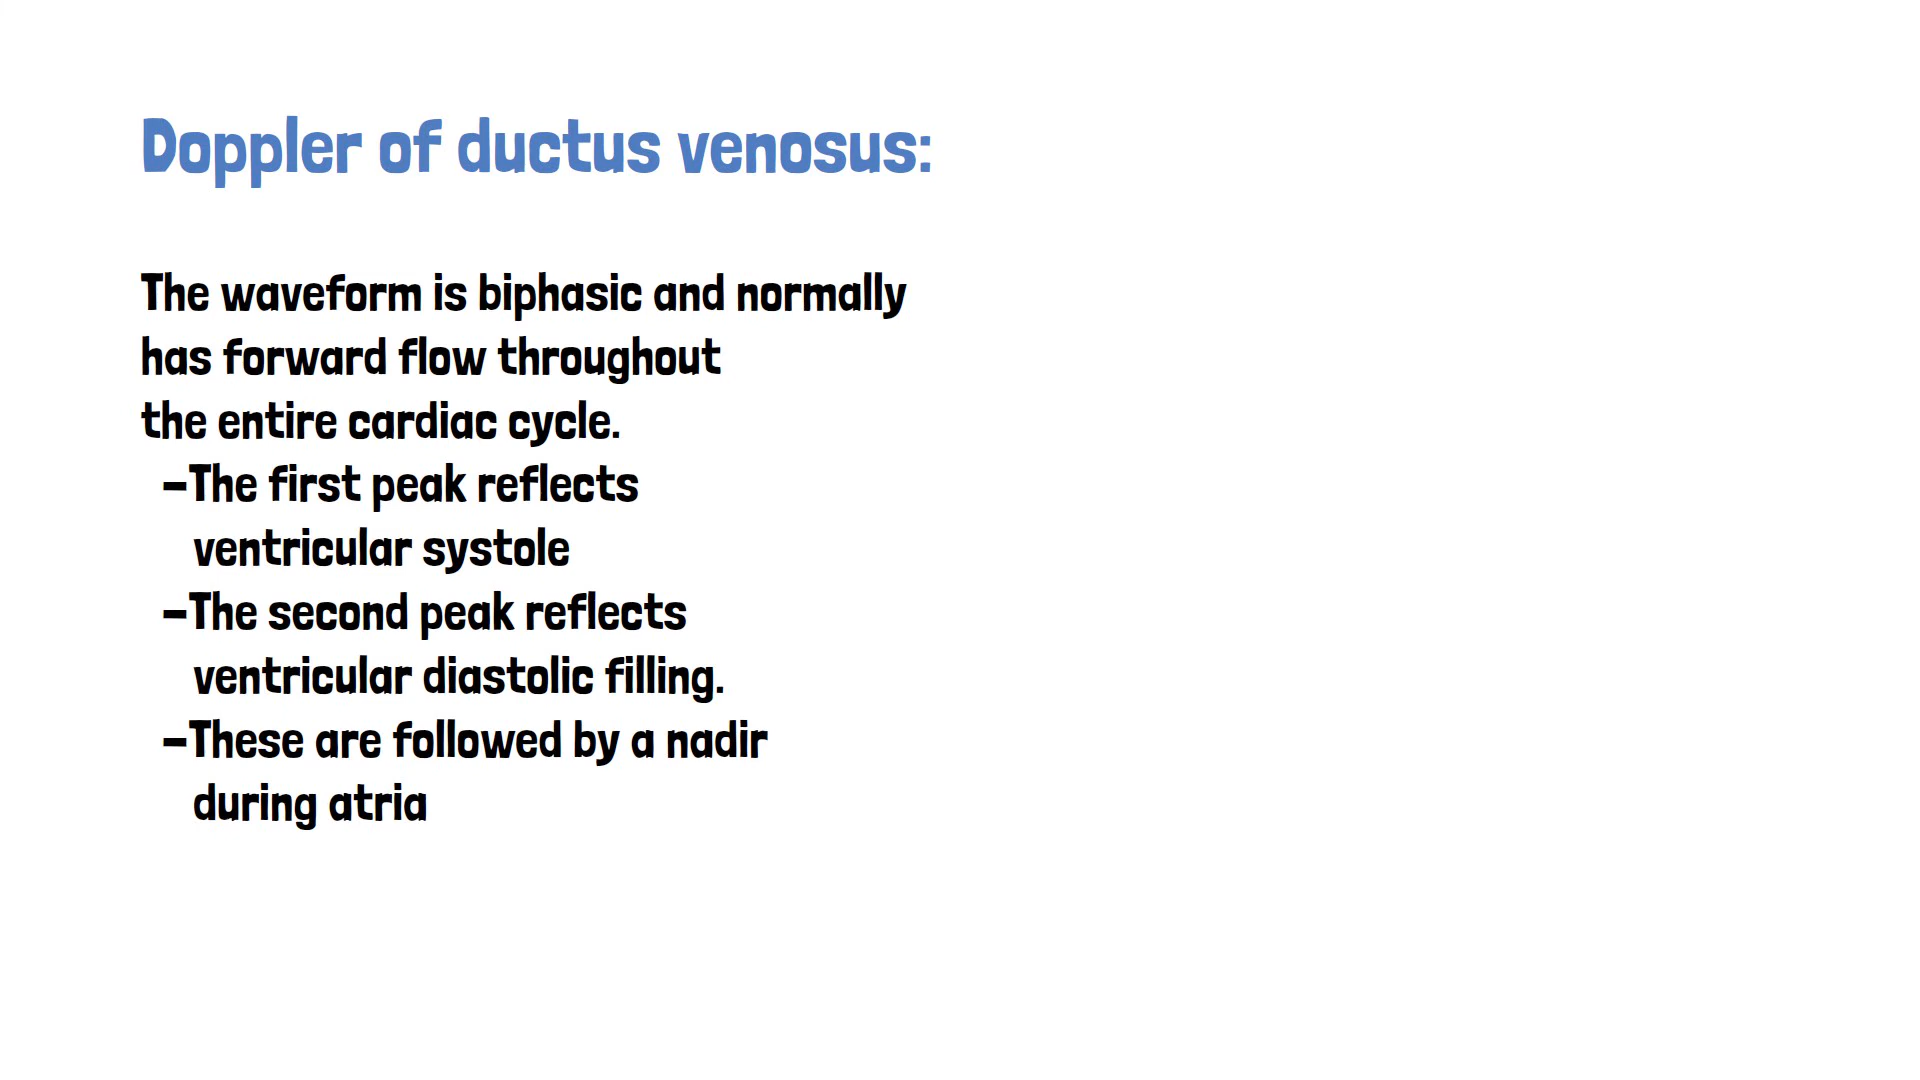 Doppler of ductus venosus:
The waveform is biphasic and normally
has forward flow throughout
the entire cardiac cycle.
–The first peak reflects
ventricular systole
–The second peak reflects
ventricular diastolic filling.
–These are followed by a nadir
during atria